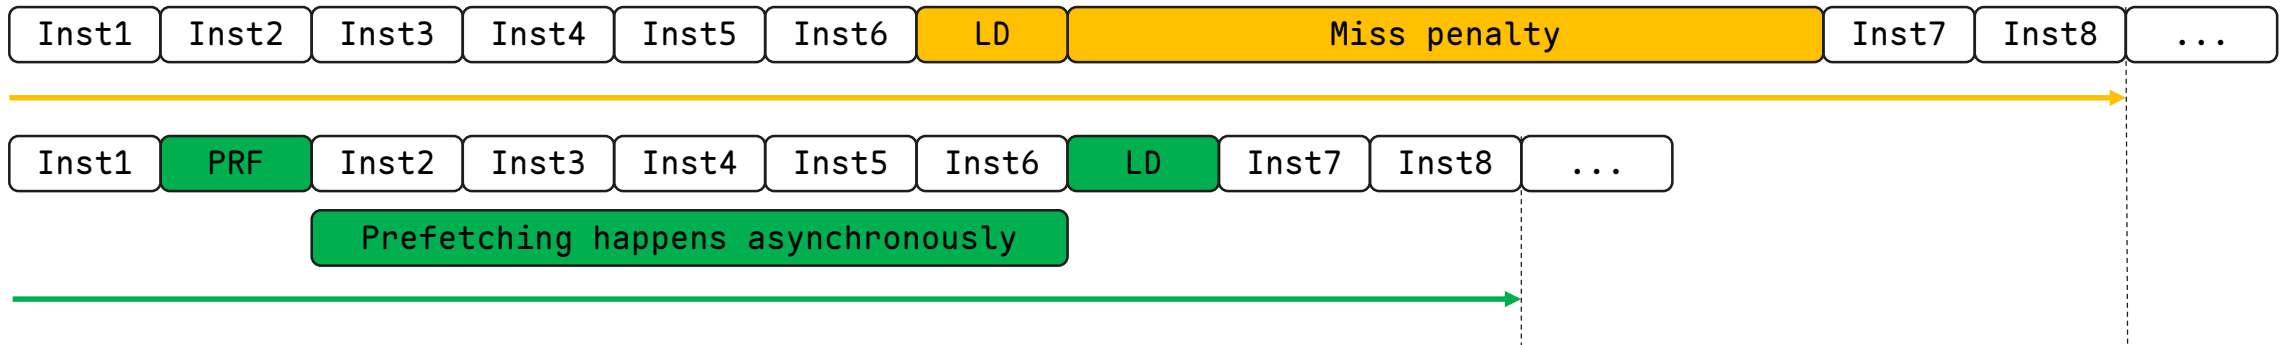 Inst1 Inst2 Inst3 Inst4 Inst5 Inst6 LD Miss penalty Inst7 Inst8 ...
Inst1 PRF Inst2 Inst3 Inst4 Inst5 Inst6 LD Inst7 Inst8 ...
Prefetching happens asynchronously